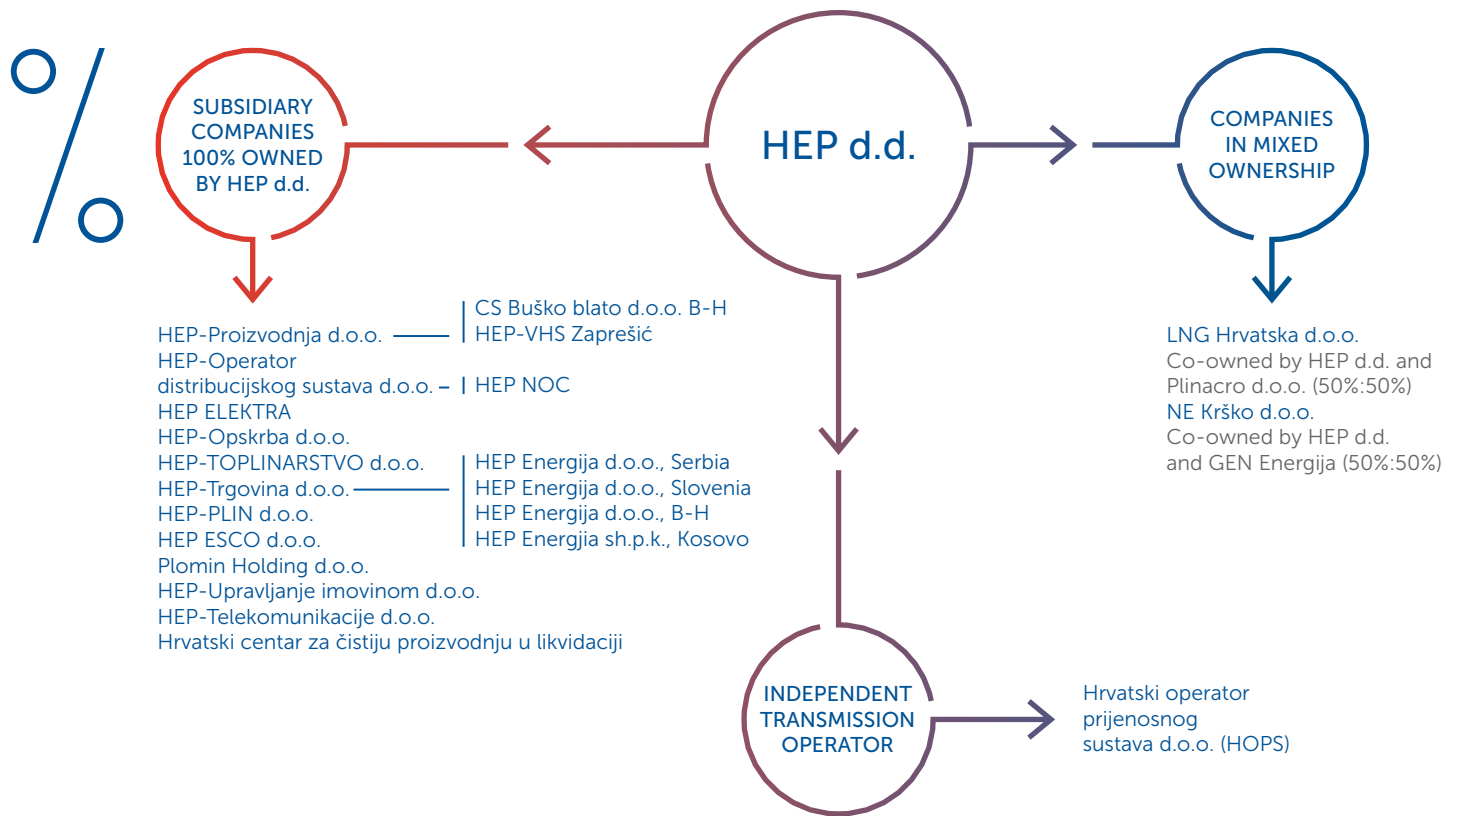 %
SUBSIDIARY
COMPANIES
100% OWNED
BY HEP d.d.
HEP d.d.
COMPANIES
IN MIXED
OWNERSHIP
HEP-Proizvodnja d.o.o.
CS Buško blato d.o.o. B-H
HEP-VHS Zaprešić
HEP-Operator
distribucijskog sustava d.o.o.
HEP NOC
HEP ELEKTRA
HEP-Opskrba d.o.o.
HEP-TOPLINARSTVO d.o.o.
HEP-Trgovina d.o.o.
HEP Energija d.o.o., Serbia
HEP Energija d.o.o., Slovenia
HEP Energija d.o.o., B-H
HEP Energjia sh.p.k., Kosovo
HEP-PLIN d.o.o.
HEP ESCO d.o.o.
Plomin Holding d.o.o.
HEP-Upravljanje imovinom d.o.o.
HEP-Telekomunikacije d.o.o.
Hrvatski centar za čistiju proizvodnju u likvidaciji
LNG Hrvatska d.o.o.
Co-owned by HEP d.d. and
Plinacro d.o.o. (50%:50%)
NE Krško d.o.o.
Co-owned by HEP d.d.
and GEN Energija (50%:50%)
INDEPENDENT
TRANSMISSION
OPERATOR
Hrvatski operator
prijenosnog
sustava d.o.o. (HOPS)